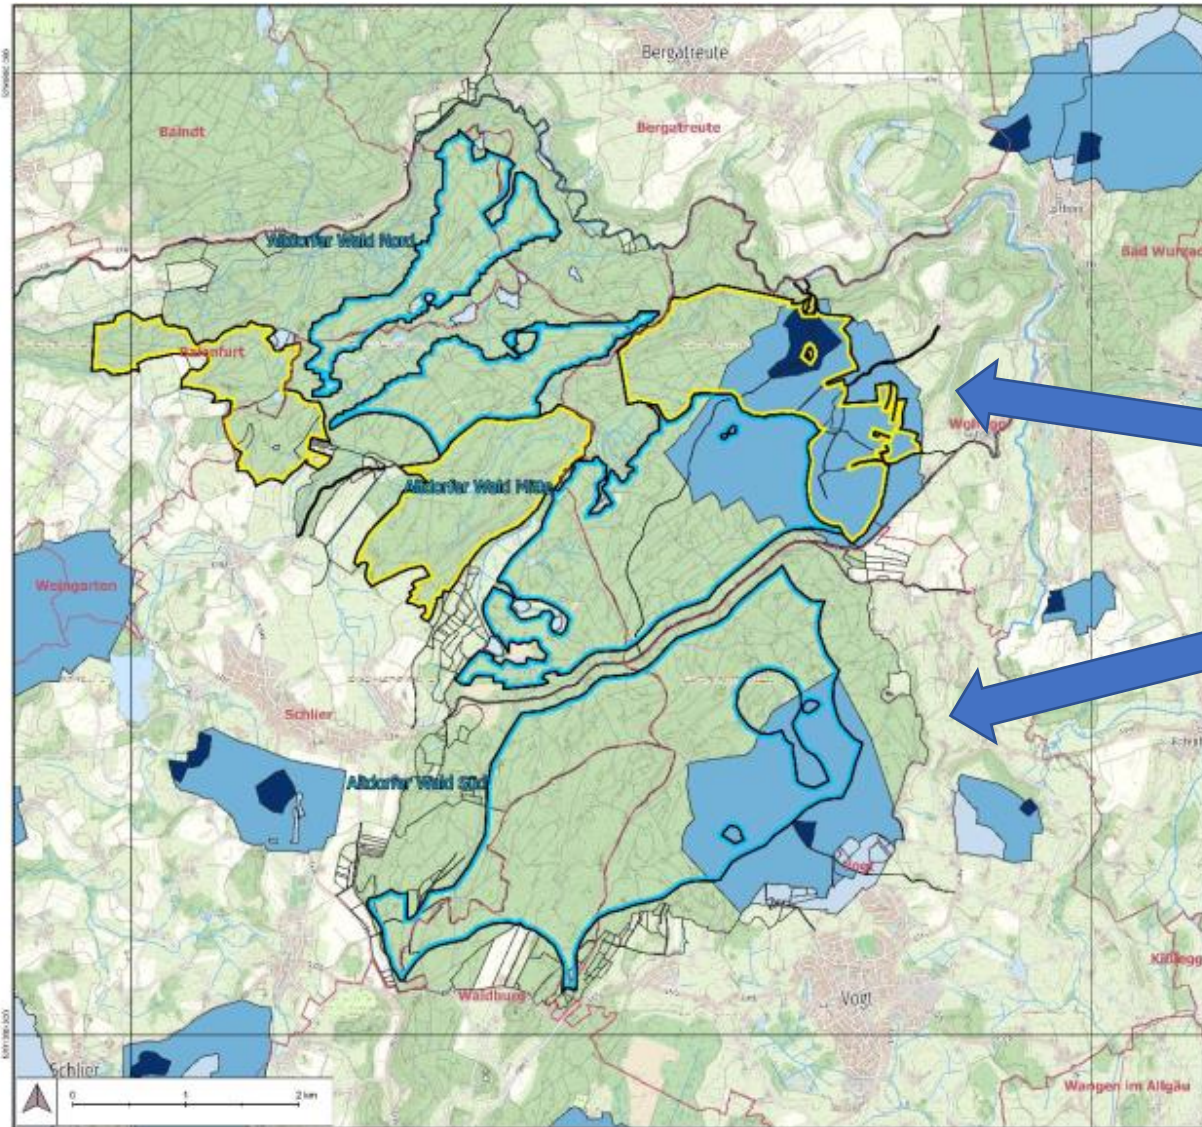 Bergatreute
Baindt
Bergatreute
Altdorfer Wald Nord
Bad Wurzac
Baienfurt
Wolfegg
Altdorfer Wald Mitte
Weingarten
Schlier
Altdorfer Wald Süd
Vogt
Kißlegg
Waldburg
Vogt
Schlier
Wangen im Allgäu
0 1 2 km